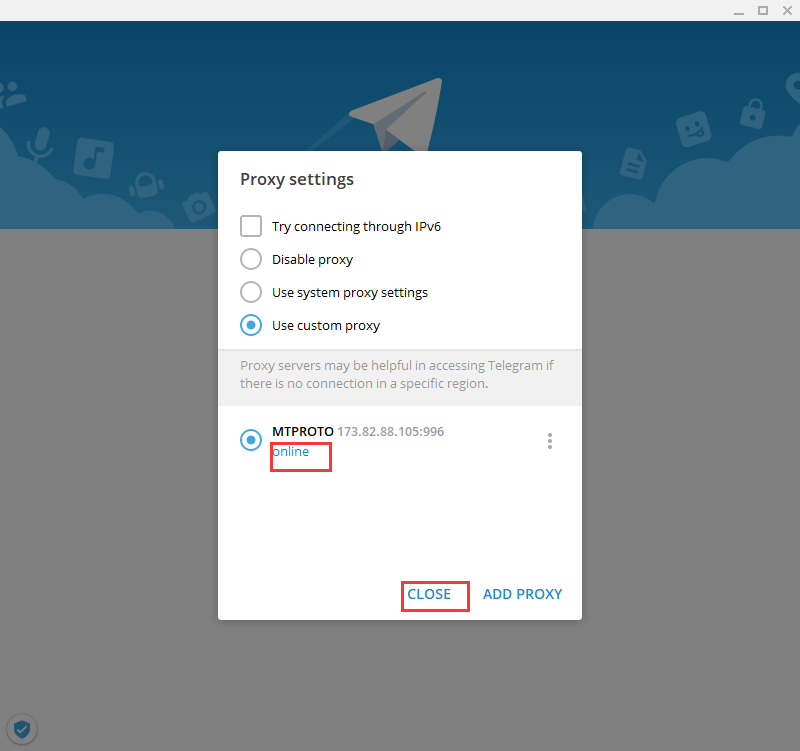 Proxy settings
Try connecting through IPv6
Disable proxy
Use system proxy settings
Use custom proxy
Proxy servers may be helpful in accessing Telegram if
there is no connection in a specific region.
MTPROTO 173.82.88.105:996
online
CLOSE ADD PROXY